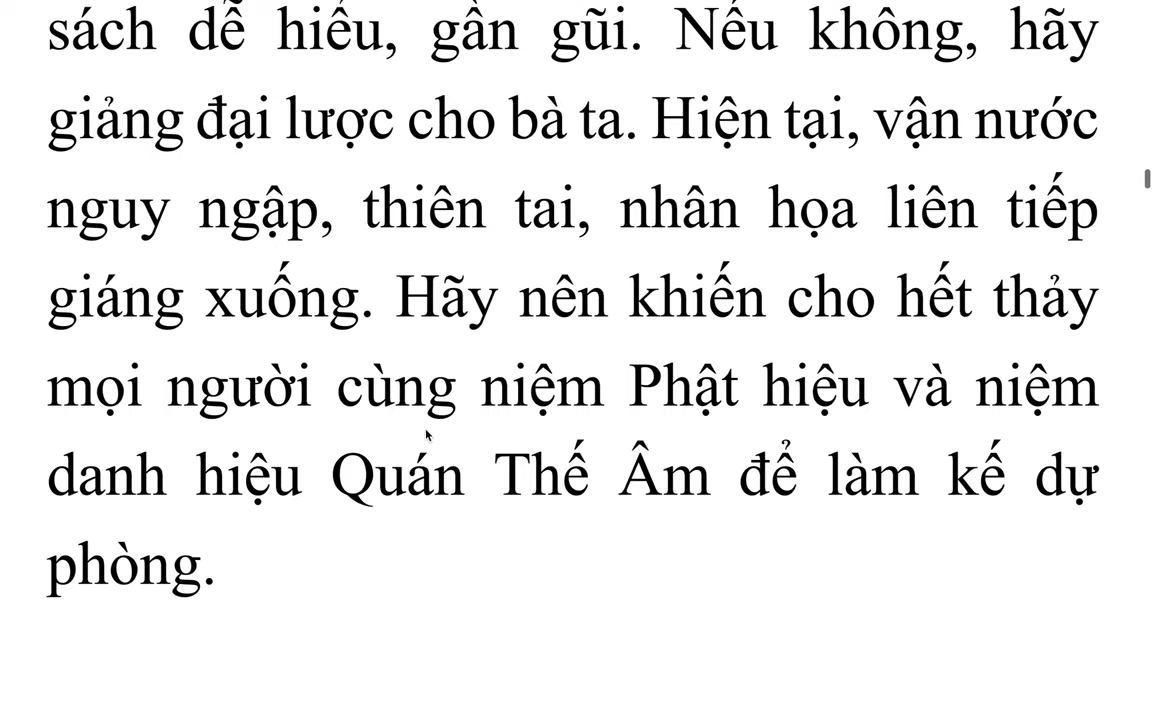 sách dễ hiểu, gần gũi. Nếu không, hãy
giảng đại lược cho bà ta. Hiện tại, vận nước
nguy ngập, thiên tai, nhân họa liên tiếp
giáng xuống. Hãy nên khiến cho hết thảy
mọi người cùng niệm Phật hiệu và niệm
danh hiệu Quán Thế Âm để làm kế dự
phòng.